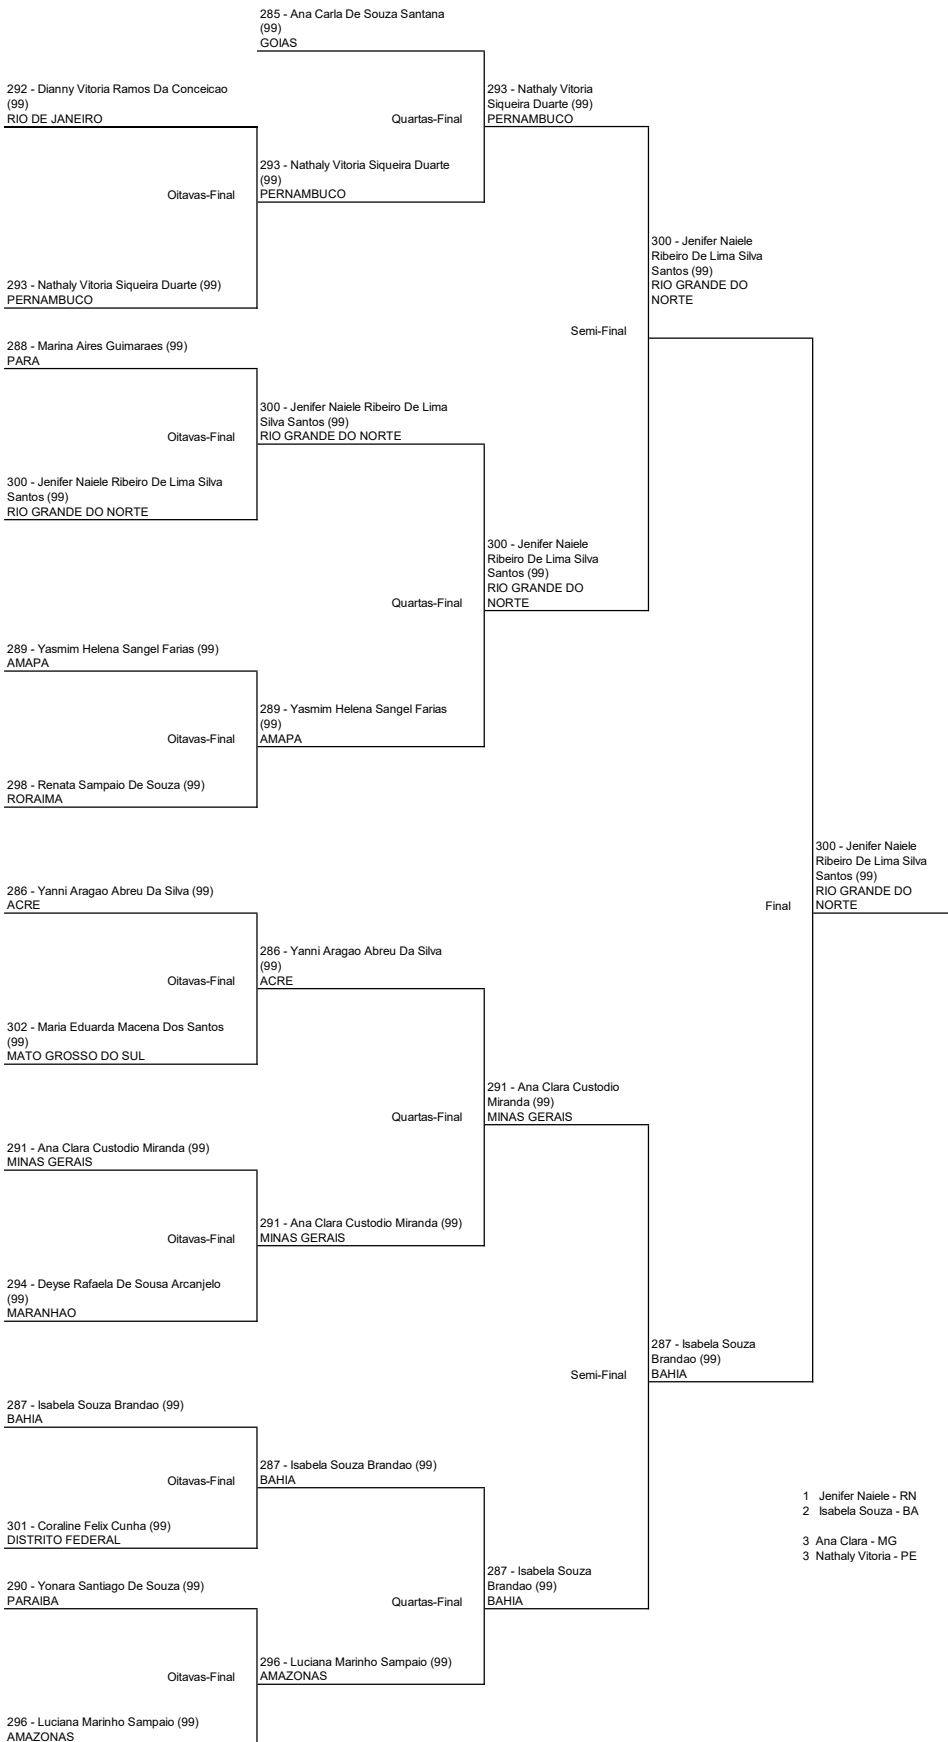 285 - Ana Carla De Souza Santana
(99)
GOIAS
292 - Dianny Vitoria Ramos Da Conceicao
(99)
RIO DE JANEIRO
Quartas-Final
293 - Nathaly Vitoria
Siqueira Duarte (99)
PERNAMBUCO
Oitavas-Final
293 - Nathaly Vitoria Siqueira Duarte
(99)
PERNAMBUCO
300 - Jenifer Naiele
Ribeiro De Lima Silva
Santos (99)
RIO GRANDE DO
NORTE
293 - Nathaly Vitoria Siqueira Duarte (99)
PERNAMBUCO
Semi-Final
288 - Marina Aires Guimaraes (99)
PARA
Oitavas-Final
300 - Jenifer Naiele Ribeiro De Lima
Silva Santos (99)
RIO GRANDE DO NORTE
300 - Jenifer Naiele Ribeiro De Lima Silva
Santos (99)
RIO GRANDE DO NORTE
Quartas-Final
300 - Jenifer Naiele
Ribeiro De Lima Silva
Santos (99)
RIO GRANDE DO
NORTE
289 - Yasmim Helena Sangel Farias (99)
AMAPA
Oitavas-Final
289 - Yasmim Helena Sangel Farias
(99)
AMAPA
298 - Renata Sampaio De Souza (99)
RORAIMA
Final
300 - Jenifer Naiele
Ribeiro De Lima Silva
Santos (99)
RIO GRANDE DO
NORTE
286 - Yanni Aragao Abreu Da Silva (99)
ACRE
Oitavas-Final
286 - Yanni Aragao Abreu Da Silva
(99)
ACRE
302 - Maria Eduarda Macena Dos Santos
(99)
MATO GROSSO DO SUL
Quartas-Final
291 - Ana Clara Custodio
Miranda (99)
MINAS GERAIS
291 - Ana Clara Custodio Miranda (99)
MINAS GERAIS
Oitavas-Final
291 - Ana Clara Custodio Miranda (99)
MINAS GERAIS
294 - Deyse Rafaela De Sousa Arcanjelo
(99)
MARANHAO
Semi-Final
287 - Isabela Souza
Brandao (99)
BAHIA
287 - Isabela Souza Brandao (99)
BAHIA
Oitavas-Final
287 - Isabela Souza Brandao (99)
BAHIA
301 - Coraline Felix Cunha (99)
DISTRITO FEDERAL
1 Jenifer Naiele - RN
2 Isabela Souza - BA
3 Ana Clara - MG
3 Nathaly Vitoria - PE
290 - Yonara Santiago De Souza (99)
PARAIBA
Quartas-Final
287 - Isabela Souza
Brandao (99)
BAHIA
Oitavas-Final
296 - Luciana Marinho Sampaio (99)
AMAZONAS
296 - Luciana Marinho Sampaio (99)
AMAZONAS